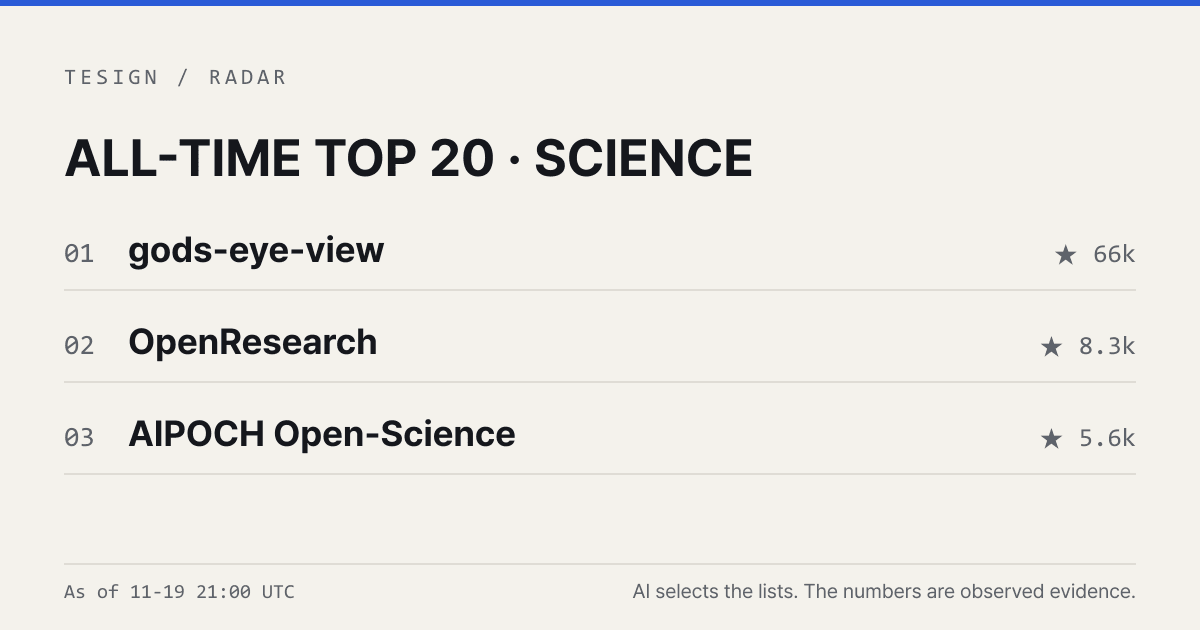 TESIGN / RADAR
ALL-TIME TOP 20 · SCIENCE
01 gods-eye-view ★ 66k
02 OpenResearch ★ 8.3k
03 AIPOCH Open-Science ★ 5.6k
As of 11-19 21:00 UTC AI selects the lists. The numbers are observed evidence.